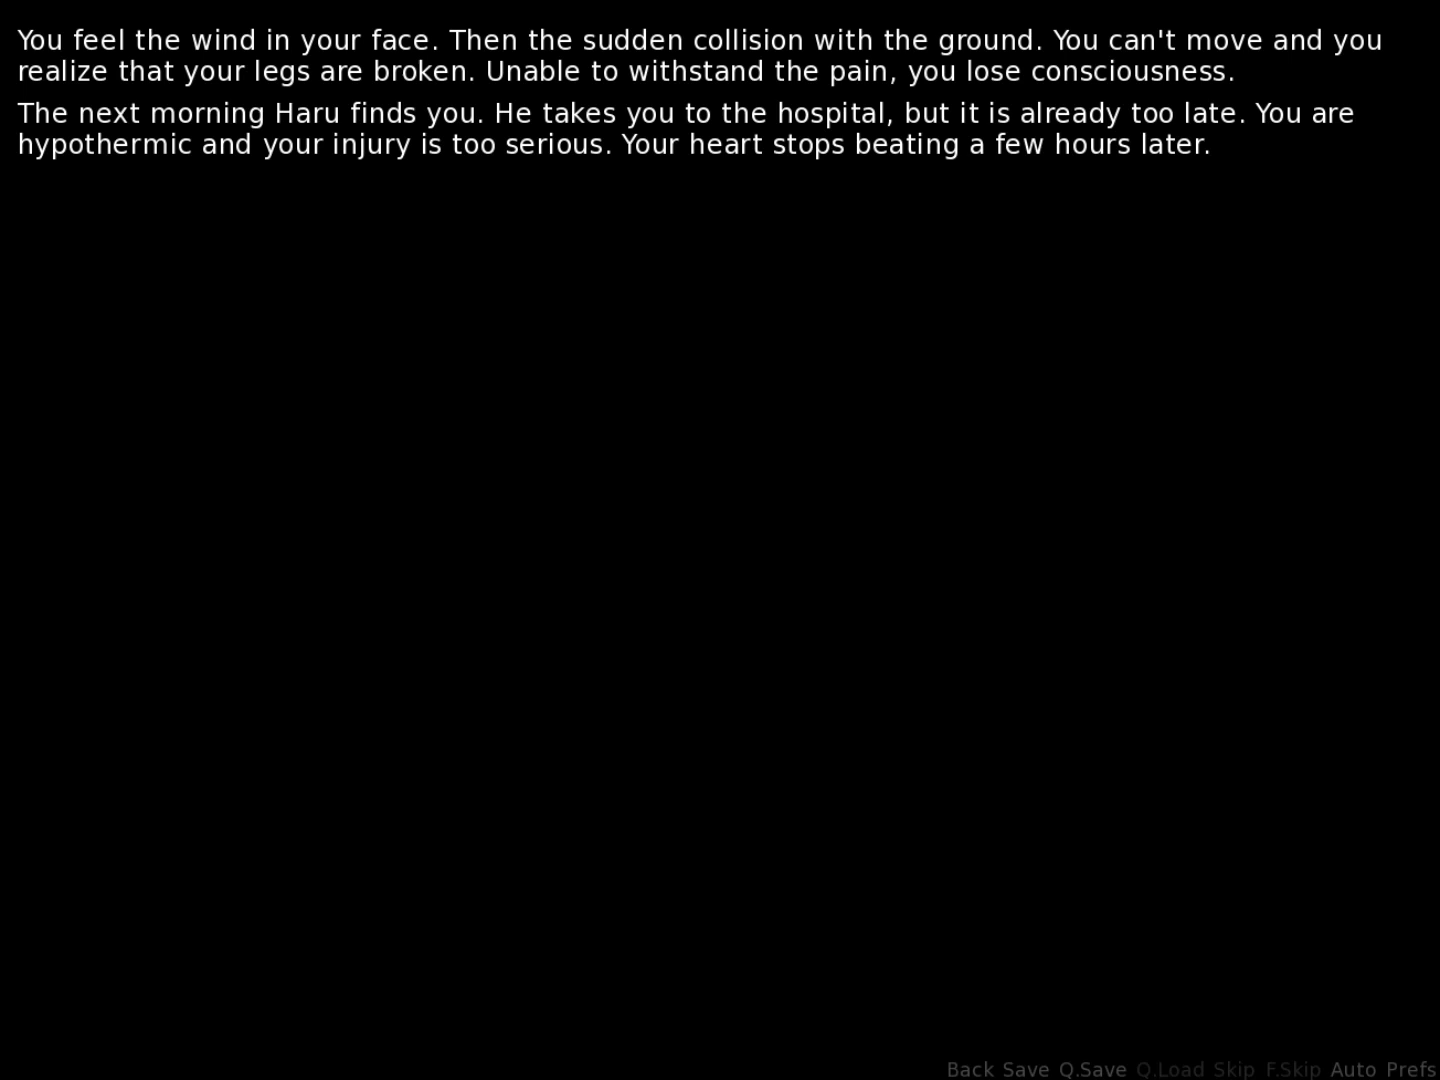 You feel the wind in your face. Then the sudden collision with the ground. You can't move and you
realize that your legs are broken. Unable to withstand the pain, you lose consciousness.
The next morning Haru finds you. He takes you to the hospital, but it is already too late. You are
hypothermic and your injury is too serious. Your heart stops beating a few hours later.
Back Save Q.Save Q.Load Skip F.Skip Auto Prefs